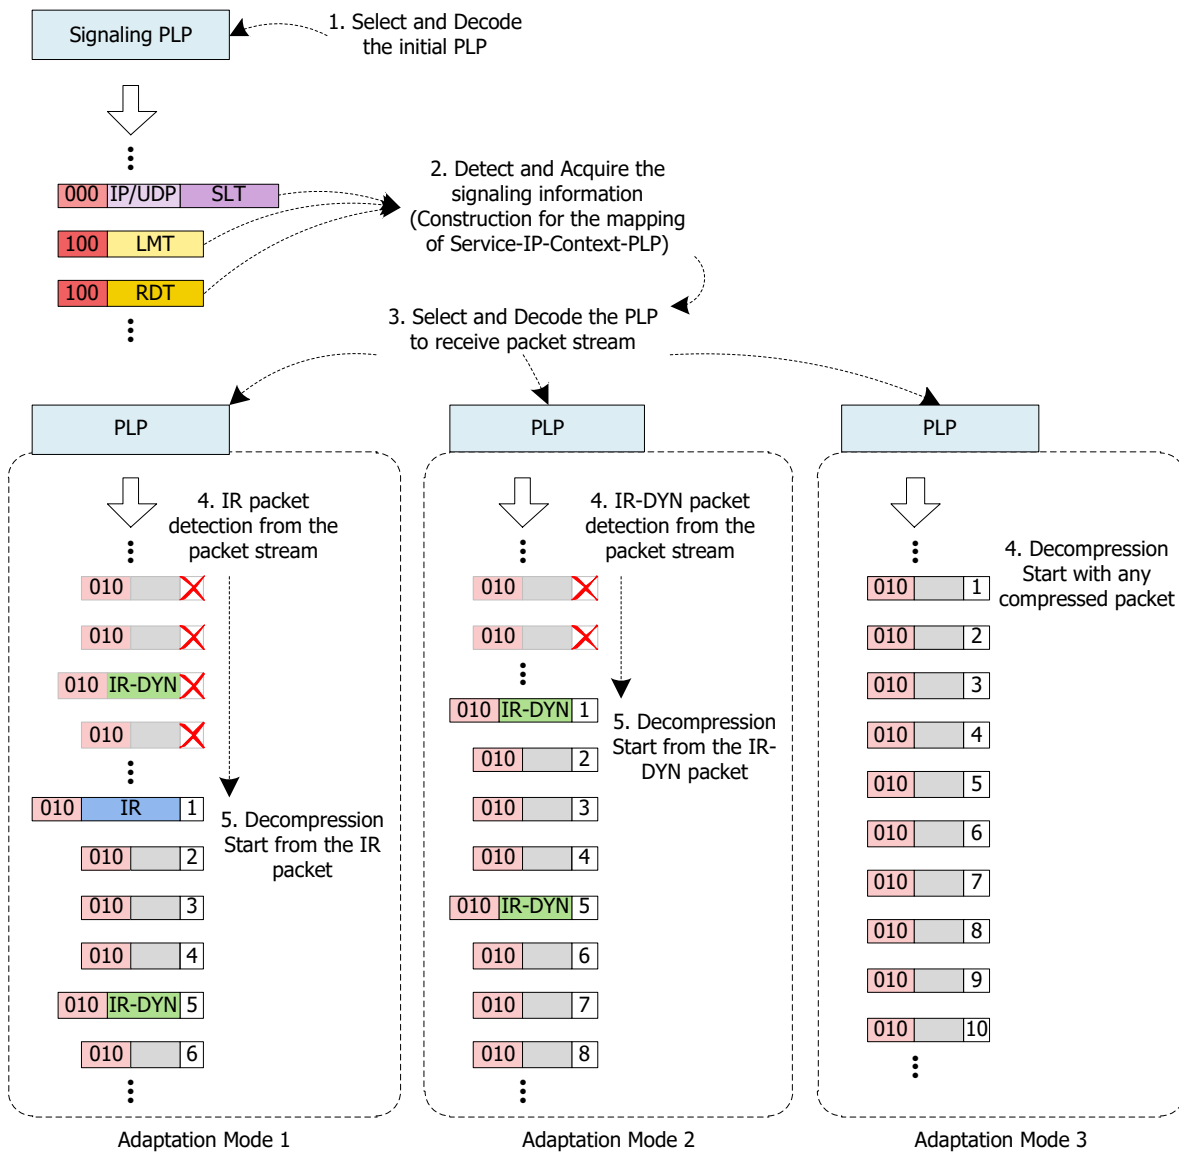 Signaling PLP
1. Select and Decode
the initial PLP
000 IP/UDP SLT
100 LMT
100 RDT
2. Detect and Acquire the
signaling information
(Construction for the mapping
of Service-IP-Context-PLP)
3. Select and Decode the PLP
to receive packet stream
PLP
4. IR packet
detection from the
packet stream
010
010
010 IR-DYN
010
010 IR 1
5. Decompression
Start from the IR
packet
010 2
010 3
010 4
010 IR-DYN 5
010 6
Adaptation Mode 1
PLP
4. IR-DYN packet
detection from the
packet stream
010
010
010 IR-DYN 1
5. Decompression
Start from the IR-
DYN packet
010 2
010 3
010 4
010 IR-DYN 5
010 6
010 7
010 8
Adaptation Mode 2
PLP
4. Decompression
Start with any
compressed packet
010 1
010 2
010 3
010 4
010 5
010 6
010 7
010 8
010 9
010 10
Adaptation Mode 3